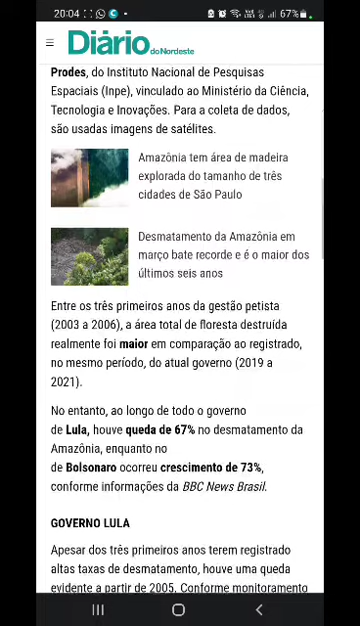 20:04
67%
Diário do Nordeste
Prodes, do Instituto Nacional de Pesquisas
Espaciais (Inpe), vinculado ao Ministério da Ciência,
Tecnologia e Inovações. Para a coleta de dados,
são usadas imagens de satélites.
Amazônia tem área de madeira
explorada do tamanho de três
cidades de São Paulo
Desmatamento da Amazônia em
março bate recorde e é o maior dos
últimos seis anos
Entre os três primeiros anos da gestão petista
(2003 a 2006), a área total de floresta destruída
realmente foi maior em comparação ao registrado,
no mesmo período, do atual governo (2019 a
2021).
No entanto, ao longo de todo o governo
de Lula, houve queda de 67% no desmatamento da
Amazônia, enquanto no
de Bolsonaro ocorreu crescimento de 73%,
conforme informações da BBC News Brasil.
GOVERNO LULA
Apesar dos três primeiros anos terem registrado
altas taxas de desmatamento, houve uma queda
evidente a partir de 2005. Conforme monitoramento